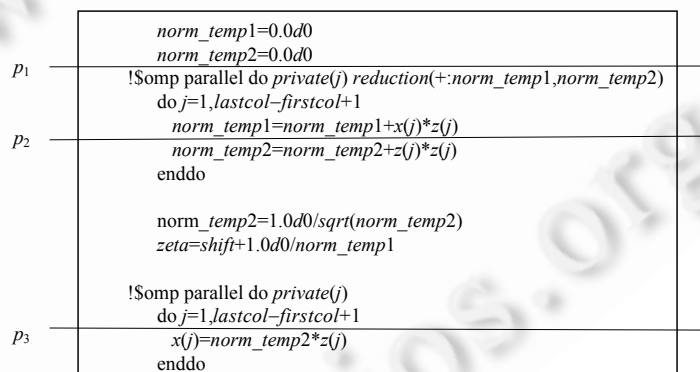 norm_temp1=0.0d0
norm_temp2=0.0d0
p1
!$omp parallel do private(j) reduction(+:norm_temp1,norm_temp2)
do j=1,lastcol–firstcol+1
norm_temp1=norm_temp1+x(j)*z(j)
p2
norm_temp2=norm_temp2+z(j)*z(j)
enddo
norm_temp2=1.0d0/sqrt(norm_temp2)
zeta=shift+1.0d0/norm_temp1
!$omp parallel do private(j)
do j=1,lastcol–firstcol+1
p3
x(j)=norm_temp2*z(j)
enddo
os.org